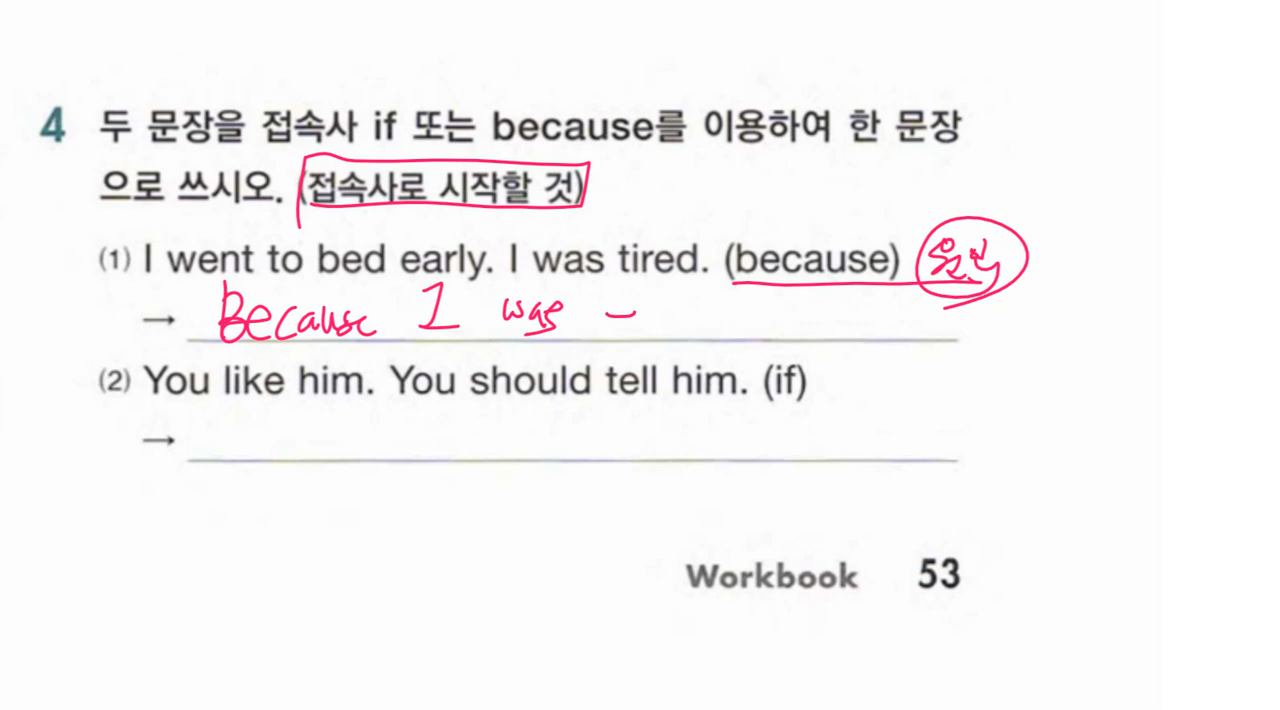 4 두 문장을 접속사 if 또는 because를 이용하여 한 문장
으로 쓰시오. (접속사로 시작할 것)
(1) I went to bed early. I was tired. (because) 원인
→ Because I was -
(2) You like him. You should tell him. (if)
→
Workbook 53